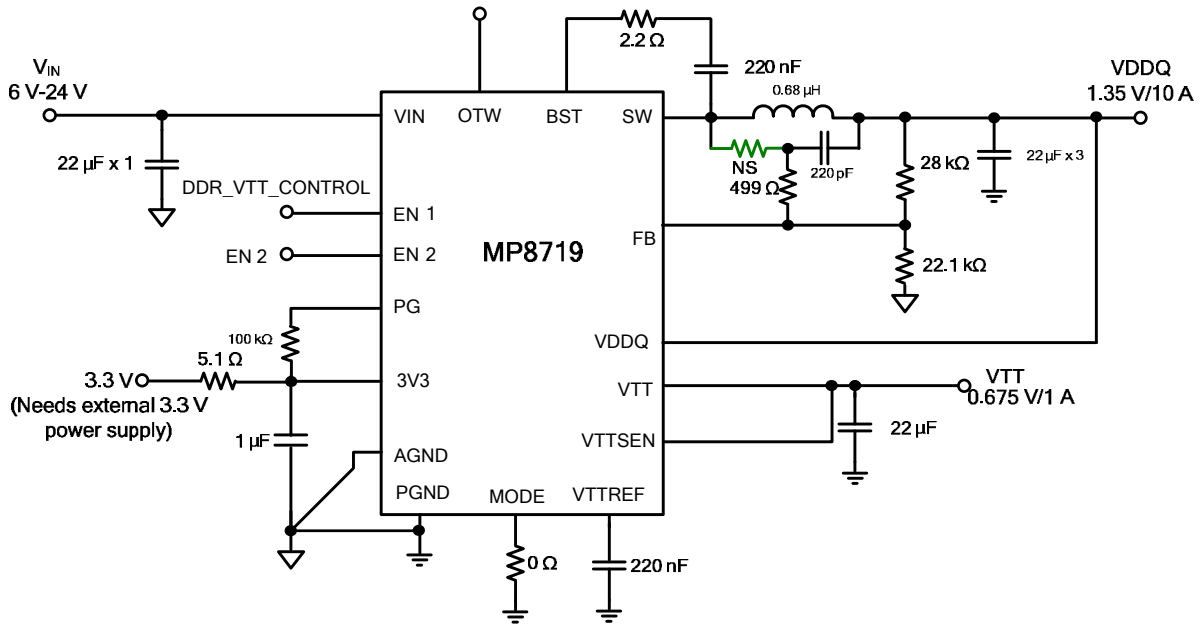 2.2 Ω
220 nF
V_IN
6 V-24 V
VDDQ
1.35 V/10 A
0.68 µH
VIN
OTW
BST
SW
22 µF x 1
NS
499 Ω
220 pF
28 kΩ
22 µF x 3
DDR_VTT_CONTROL
EN 1
FB
MP8719
EN 2
EN 2
22.1 kΩ
PG
100 kΩ
VDDQ
5.1 Ω
3.3 V
(Needs external 3.3 V
power supply)
3V3
VTT
VTT
0.675 V/1 A
1 µF
VTTSEN
22 µF
AGND
PGND
MODE
VTTREF
0 Ω
220 nF